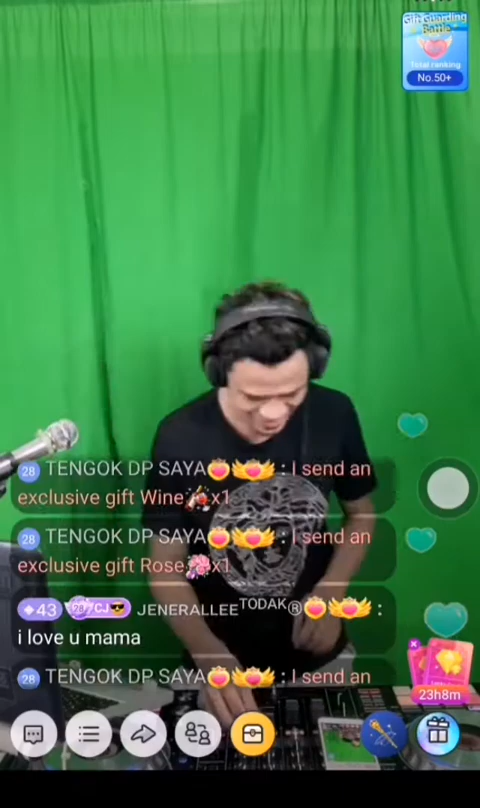 Gift Guarding
Battle
Total ranking
No.50+
28 TENGOK DP SAYA : I send an
exclusive gift Wine x1
28 TENGOK DP SAYA : I send an
exclusive gift Rose x1
43 CJ JENERALLEE TODAK® :
i love u mama
28 TENGOK DP SAYA : I send an
23h8m